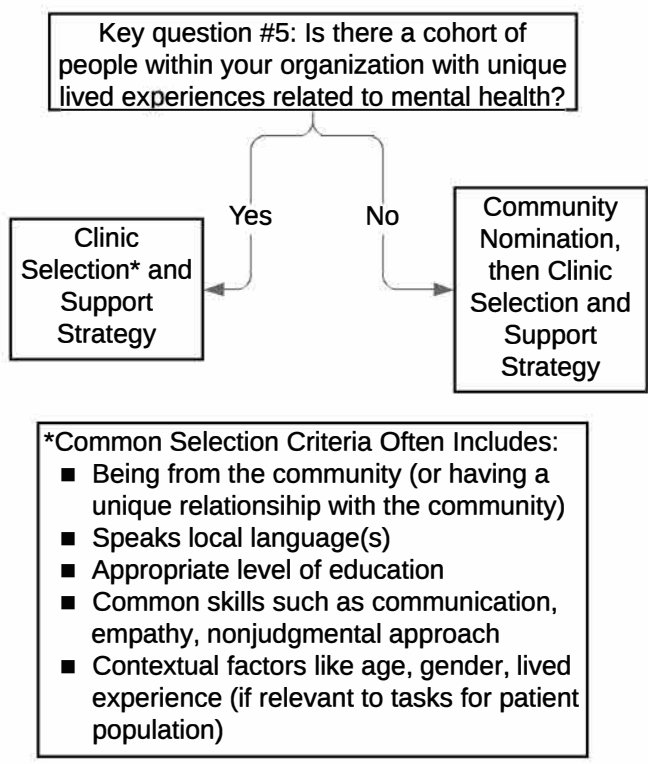 Key question #5: Is there a cohort of
people within your organization with unique
lived experiences related to mental health?
Yes
No
Clinic
Selection* and
Support
Strategy
Community
Nomination,
then Clinic
Selection and
Support
Strategy
*Common Selection Criteria Often Includes:
■ Being from the community (or having a
unique relationsihip with the community)
■ Speaks local language(s)
■ Appropriate level of education
■ Common skills such as communication,
empathy, nonjudgmental approach
■ Contextual factors like age, gender, lived
experience (if relevant to tasks for patient
population)